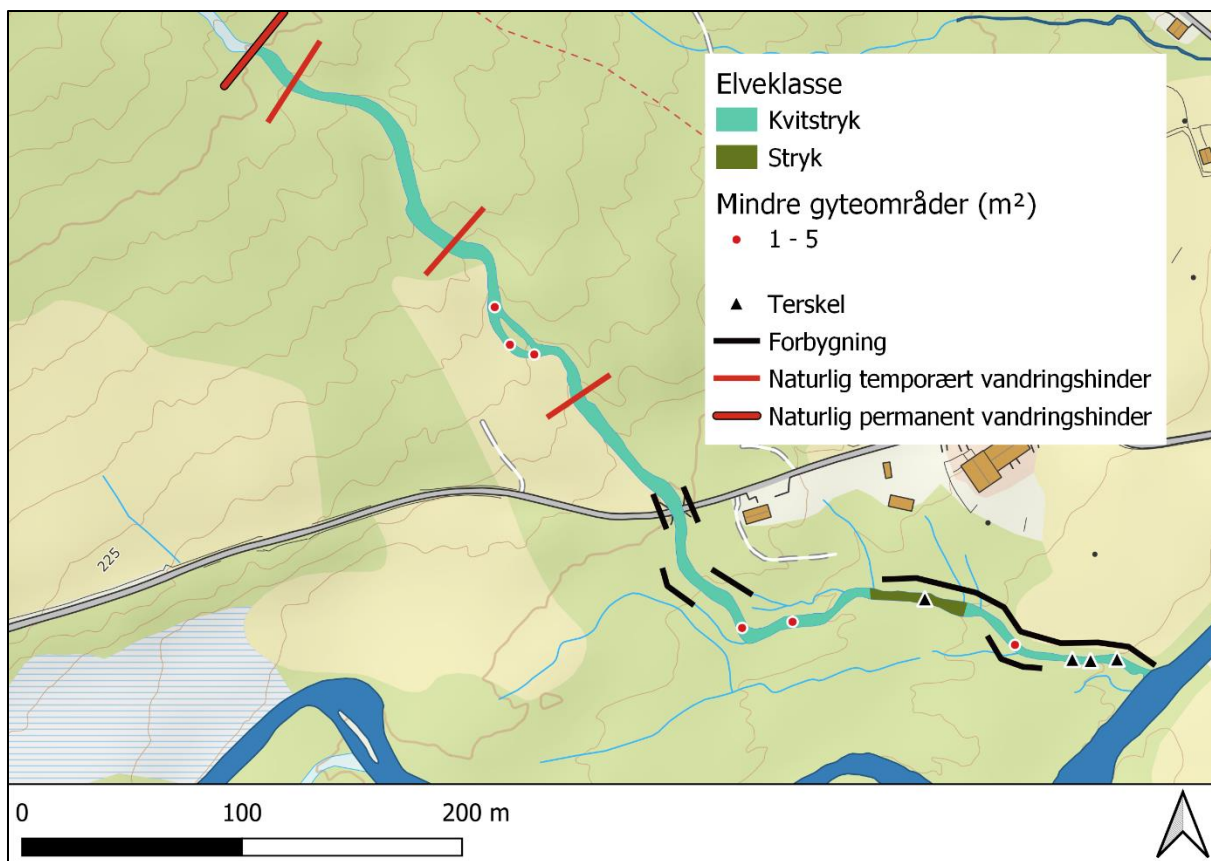 Elveklasse
Kvitstryk
Stryk
Mindre gyteområder (m²)
1 - 5
Terskel
Forbygning
Naturlig temporært vandringshinder
Naturlig permanent vandringshinder
225
0 100 200 m